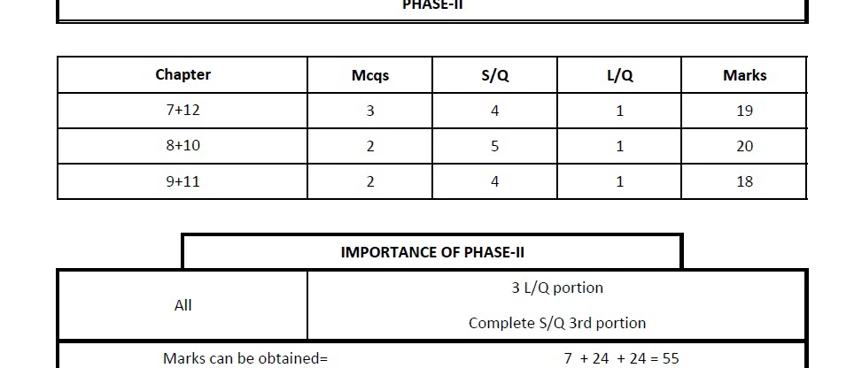 PHASE-II
Chapter Mcqs S/Q L/Q Marks
7+12 3 4 1 19
8+10 2 5 1 20
9+11 2 4 1 18
IMPORTANCE OF PHASE-II
3 L/Q portion
All
Complete S/Q 3rd portion
Marks can be obtained= 7 + 24 + 24 = 55